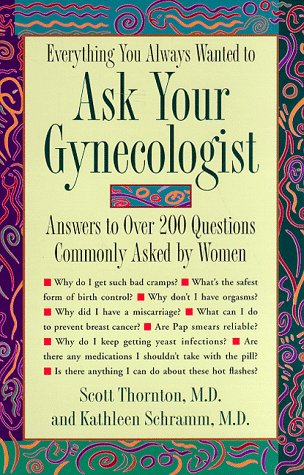 Everything You Always Wanted to
Ask Your
Gynecologist
Answers to Over 200 Questions
Commonly Asked by Women
■ Why do I get such bad cramps? ■ What's the safest
form of birth control? ■ Why don't I have orgasms?
■ Why did I have a miscarriage? ■ What can I do
to prevent breast cancer? ■ Are Pap smears reliable?
■ Why do I keep getting yeast infections? ■ Are
there any medications I shouldn't take with the pill?
■ Is there anything I can do about these hot flashes?
Scott Thornton, M.D.
and Kathleen Schramm, M.D.